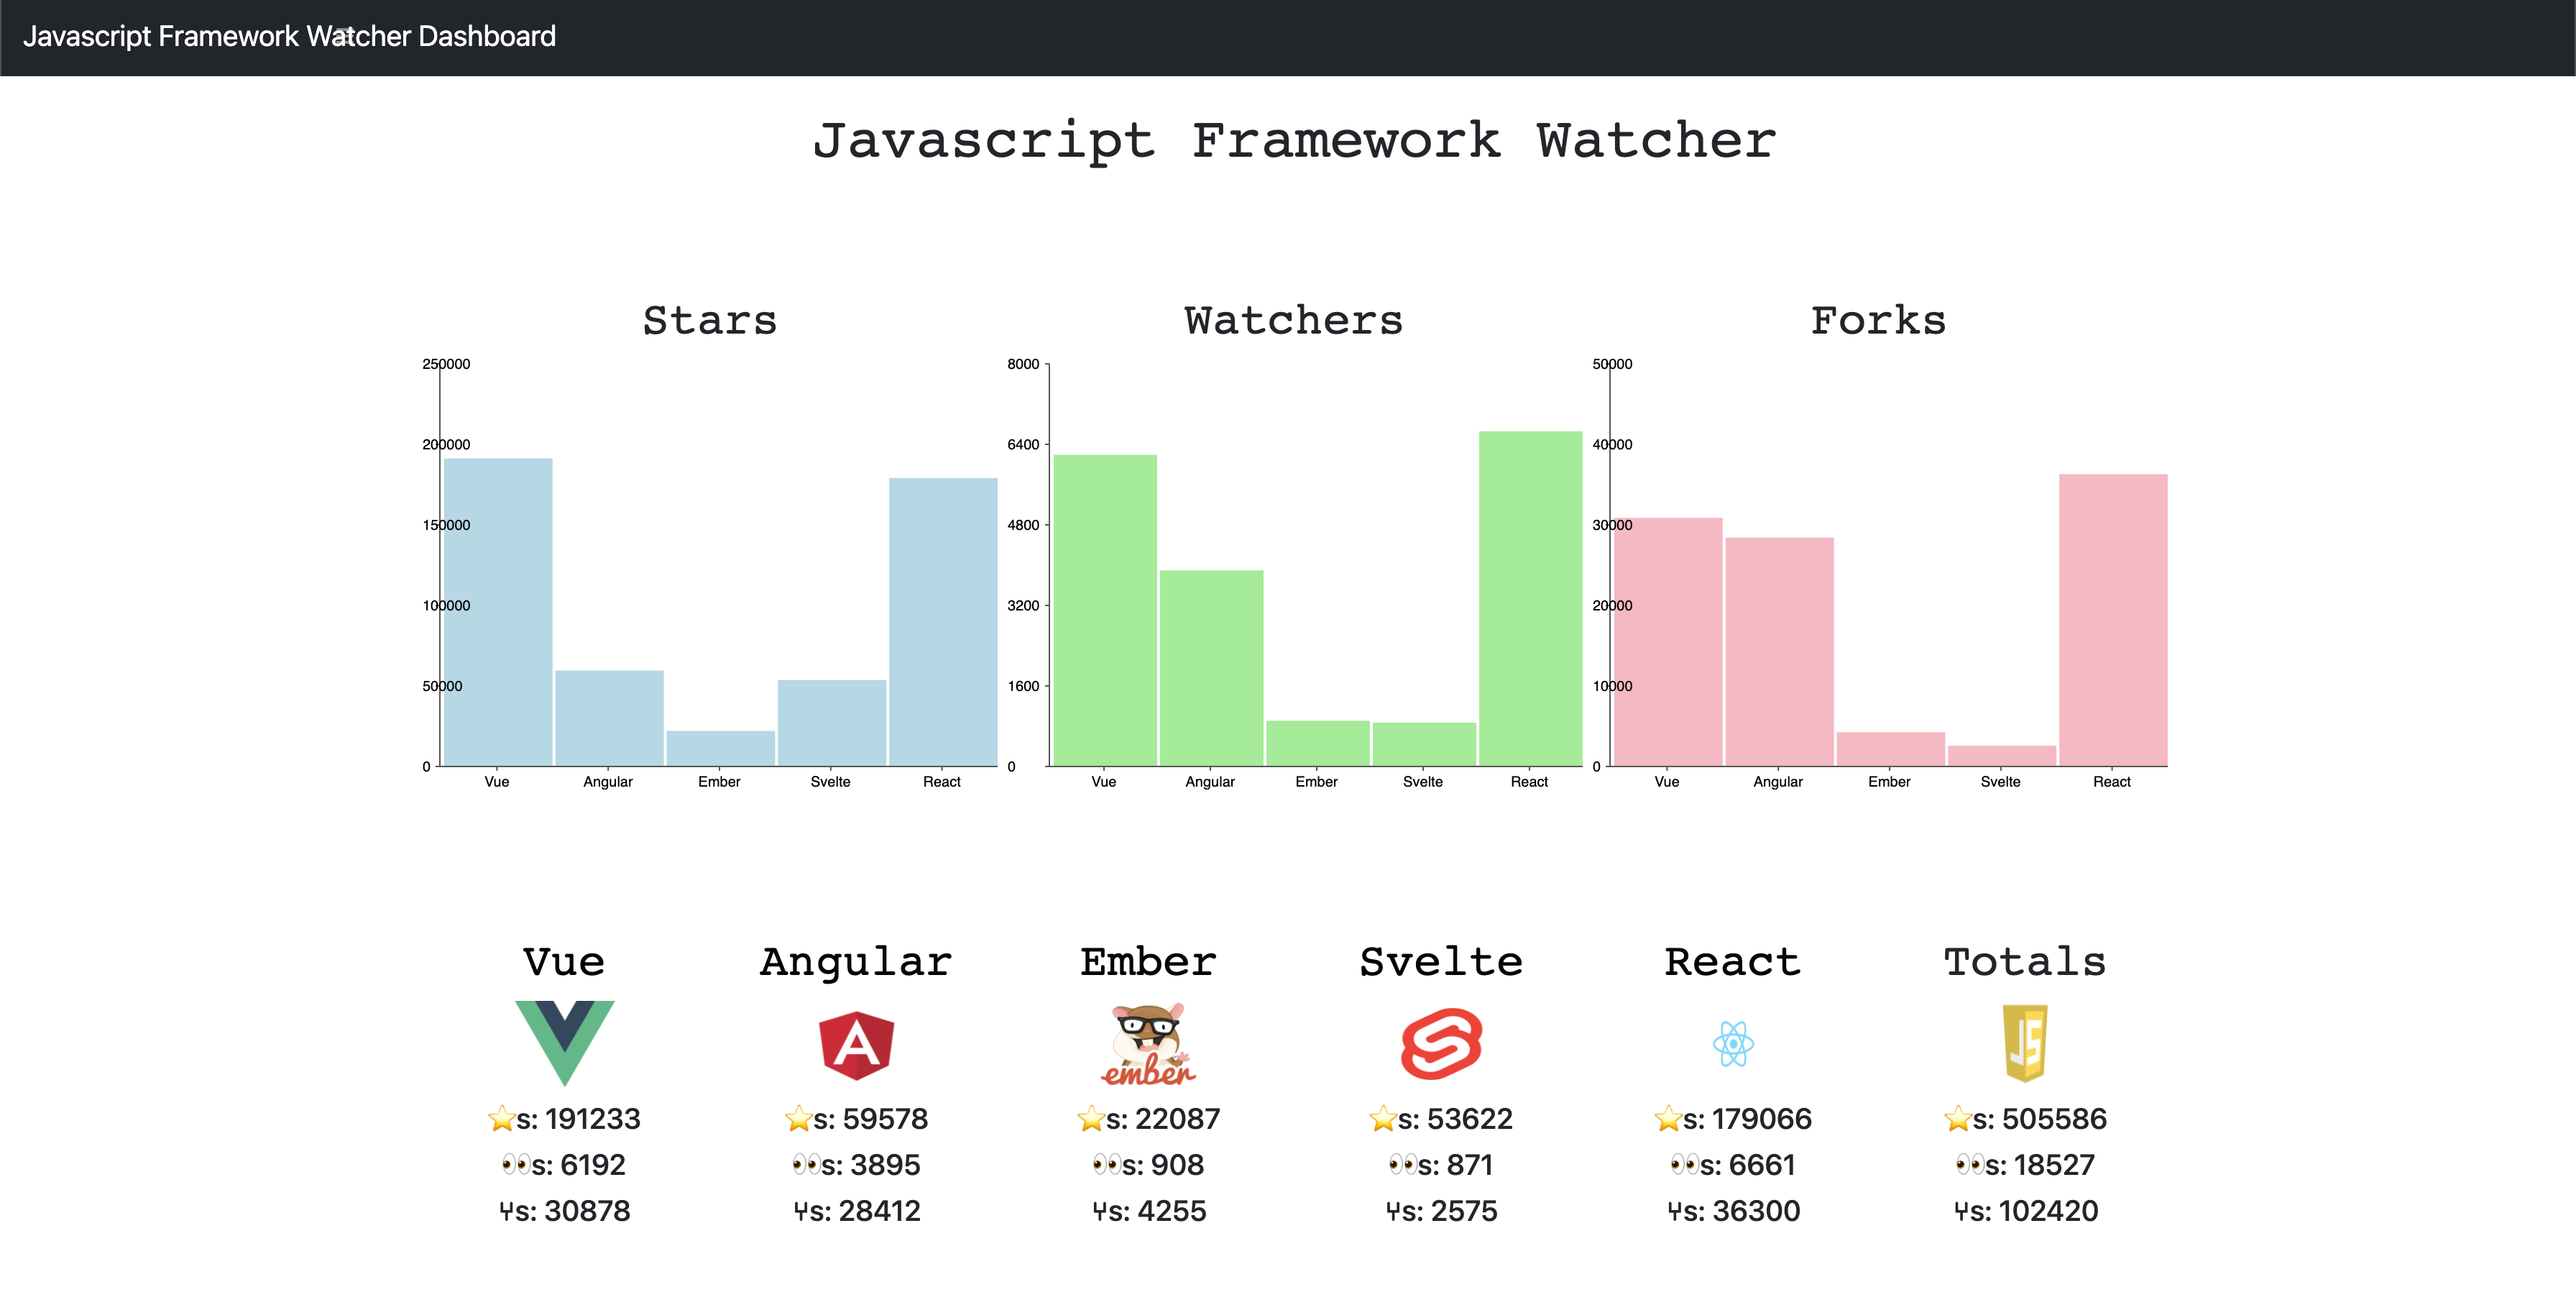 Javascript Framework Watcher Dashboard
Javascript Framework Watcher
Stars
250000
200000
150000
100000
50000
0
Vue Angular Ember Svelte React
Watchers
8000
6400
4800
3200
1600
0
Vue Angular Ember Svelte React
Forks
50000
40000
30000
20000
10000
0
Vue Angular Ember Svelte React
Vue Angular Ember Svelte React Totals
ember
JS
⭐s: 191233 ⭐s: 59578 ⭐s: 22087 ⭐s: 53622 ⭐s: 179066 ⭐s: 505586
👀s: 6192 👀s: 3895 👀s: 908 👀s: 871 👀s: 6661 👀s: 18527
⑂s: 30878 ⑂s: 28412 ⑂s: 4255 ⑂s: 2575 ⑂s: 36300 ⑂s: 102420